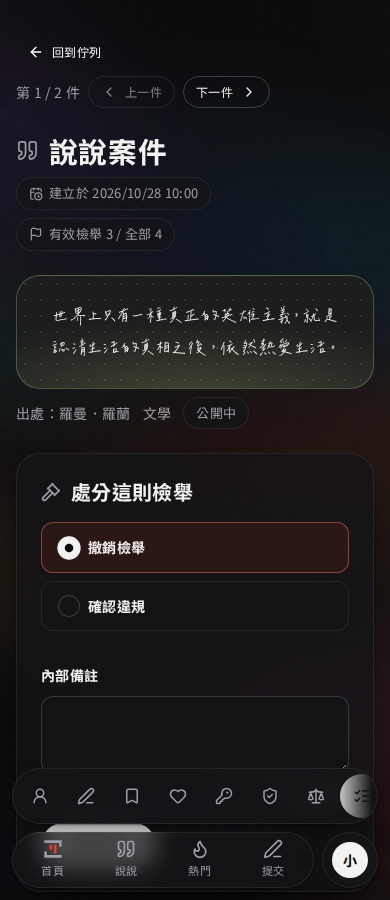 回到佇列
第 1 / 2 件
上一件
下一件
說說案件
建立於 2026/10/28 10:00
有效檢舉 3 / 全部 4
世界上只有一種真正的英雄主義，就是
認清生活的真相之後，依然熱愛生活。
出處：羅曼・羅蘭 文學 公開中
處分這則檢舉
撤銷檢舉
確認違規
內部備註
首頁
說說
熱門
提交
小